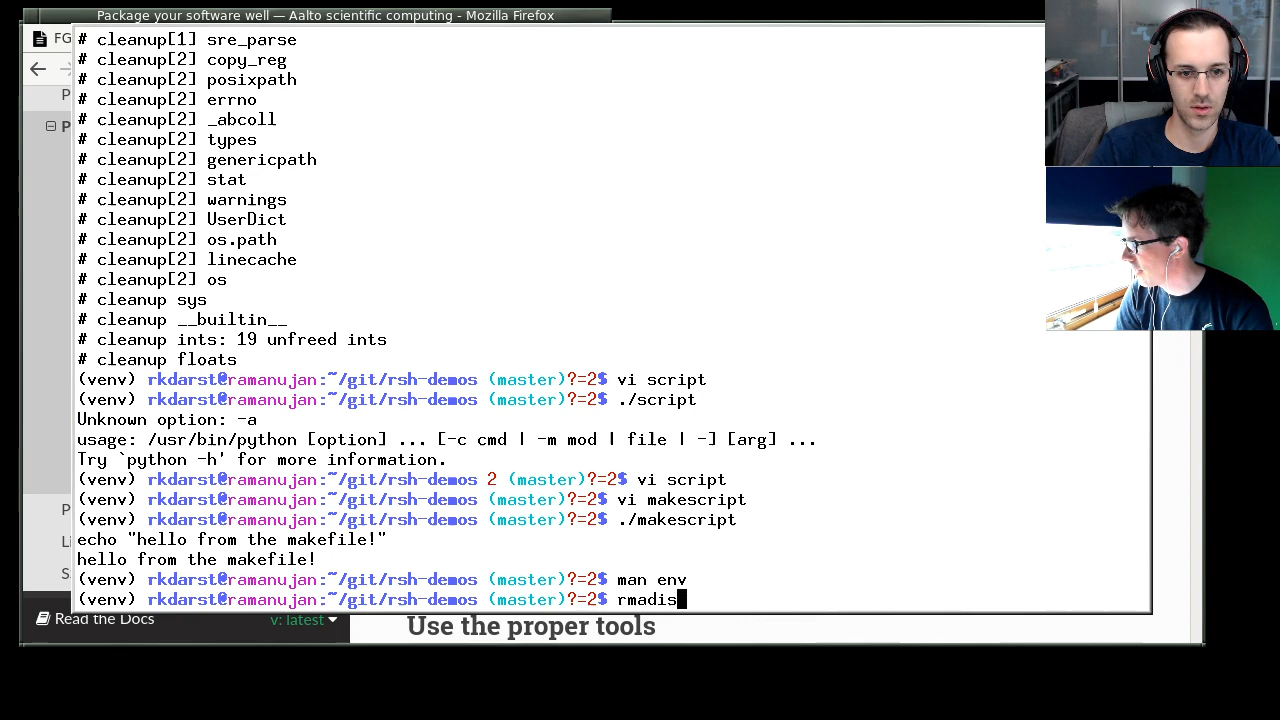 Package your software well — Aalto scientific computing - Mozilla Firefox
FG
P
P
P
Li
S
# cleanup[1] sre_parse
# cleanup[2] copy_reg
# cleanup[2] posixpath
# cleanup[2] errno
# cleanup[2] _abcoll
# cleanup[2] types
# cleanup[2] genericpath
# cleanup[2] stat
# cleanup[2] warnings
# cleanup[2] UserDict
# cleanup[2] os.path
# cleanup[2] linecache
# cleanup[2] os
# cleanup sys
# cleanup __builtin__
# cleanup ints: 19 unfreed ints
# cleanup floats
(venv) rkdarst@ramanujan:~/git/rsh-demos (master)?=2$ vi script
(venv) rkdarst@ramanujan:~/git/rsh-demos (master)?=2$ ./script
Unknown option: -a
usage: /usr/bin/python [option] ... [-c cmd | -m mod | file | -] [arg] ...
Try `python -h' for more information.
(venv) rkdarst@ramanujan:~/git/rsh-demos 2 (master)?=2$ vi script
(venv) rkdarst@ramanujan:~/git/rsh-demos (master)?=2$ vi makescript
(venv) rkdarst@ramanujan:~/git/rsh-demos (master)?=2$ ./makescript
echo "hello from the makefile!"
hello from the makefile!
(venv) rkdarst@ramanujan:~/git/rsh-demos (master)?=2$ man env
(venv) rkdarst@ramanujan:~/git/rsh-demos (master)?=2$ rmadis
Read the Docs v: latest
Use the proper tools